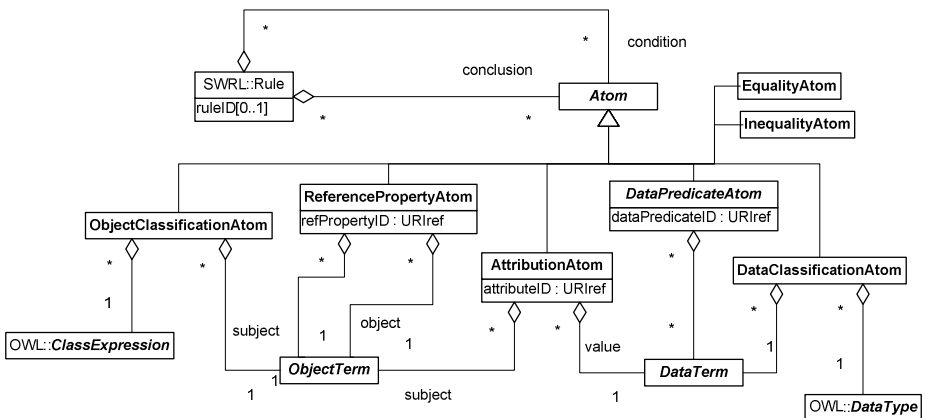 *
*
condition
SWRL::Rule
ruleID[0..1]
conclusion
*
*
Atom
EqualityAtom
InequalityAtom
ObjectClassificationAtom
ReferencePropertyAtom
refPropertyID : URIref
DataPredicateAtom
dataPredicateID : URIref
AttributionAtom
attributeID : URIref
DataClassificationAtom
*
*
*
*
*
1
subject
1
object
1
*
*
value
*
*
1
*
1
OWL::ClassExpression
ObjectTerm
1
1
subject
DataTerm
1
OWL::DataType